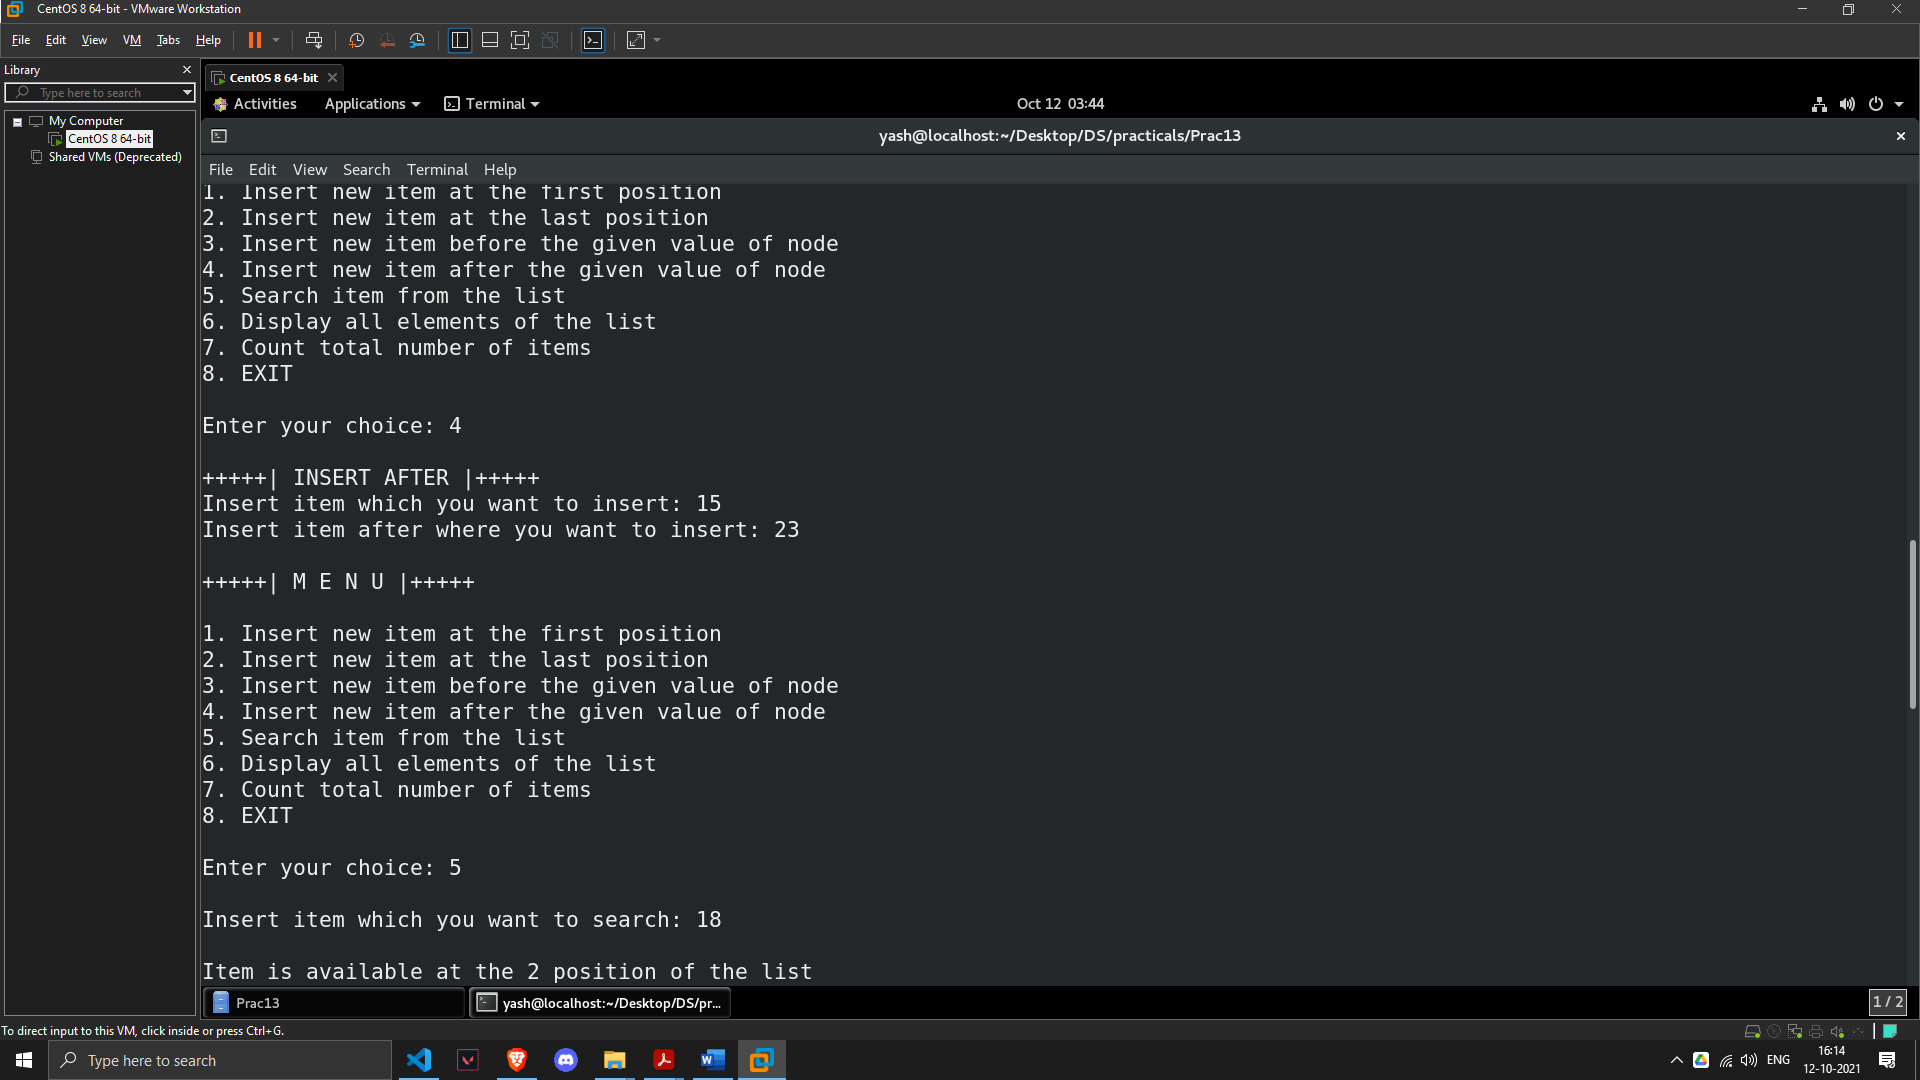 CentOS 8 64-bit - VMware Workstation
File Edit View VM Tabs Help
Library
Type here to search
My Computer
CentOS 8 64-bit
Shared VMs (Deprecated)
CentOS 8 64-bit
Activities Applications Terminal Oct 12 03:44
yash@localhost:~/Desktop/DS/practicals/Prac13
File Edit View Search Terminal Help
1. Insert new item at the first position
2. Insert new item at the last position
3. Insert new item before the given value of node
4. Insert new item after the given value of node
5. Search item from the list
6. Display all elements of the list
7. Count total number of items
8. EXIT
Enter your choice: 4
+++++| INSERT AFTER |+++++
Insert item which you want to insert: 15
Insert item after where you want to insert: 23
+++++| M E N U |+++++
1. Insert new item at the first position
2. Insert new item at the last position
3. Insert new item before the given value of node
4. Insert new item after the given value of node
5. Search item from the list
6. Display all elements of the list
7. Count total number of items
8. EXIT
Enter your choice: 5
Insert item which you want to search: 18
Item is available at the 2 position of the list
Prac13
yash@localhost:~/Desktop/DS/pr...
1 / 2
To direct input to this VM, click inside or press Ctrl+G.
Type here to search
ENG
16:14
12-10-2021